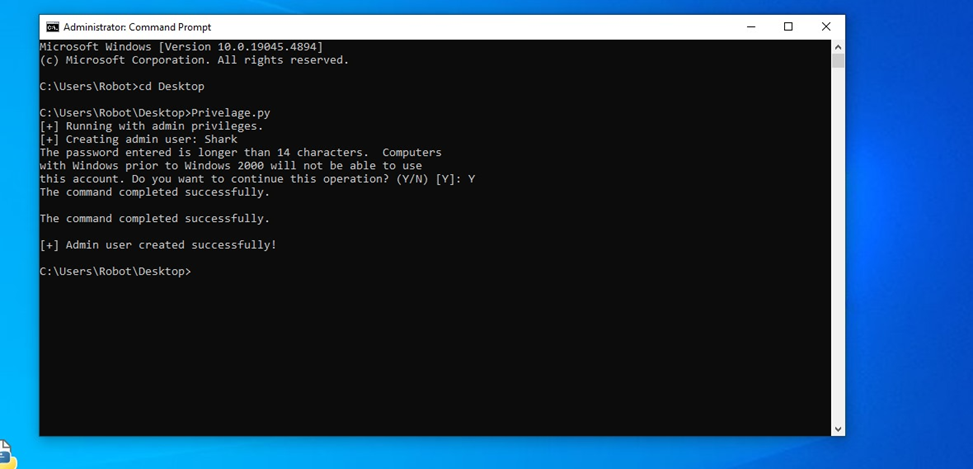 Administrator: Command Prompt
Microsoft Windows [Version 10.0.19045.4894]
(c) Microsoft Corporation. All rights reserved.
C:\Users\Robot>cd Desktop
C:\Users\Robot\Desktop>Privelage.py
[+] Running with admin privileges.
[+] Creating admin user: Shark
The password entered is longer than 14 characters.  Computers
with Windows prior to Windows 2000 will not be able to use
this account. Do you want to continue this operation? (Y/N) [Y]: Y
The command completed successfully.
The command completed successfully.
[+] Admin user created successfully!
C:\Users\Robot\Desktop>